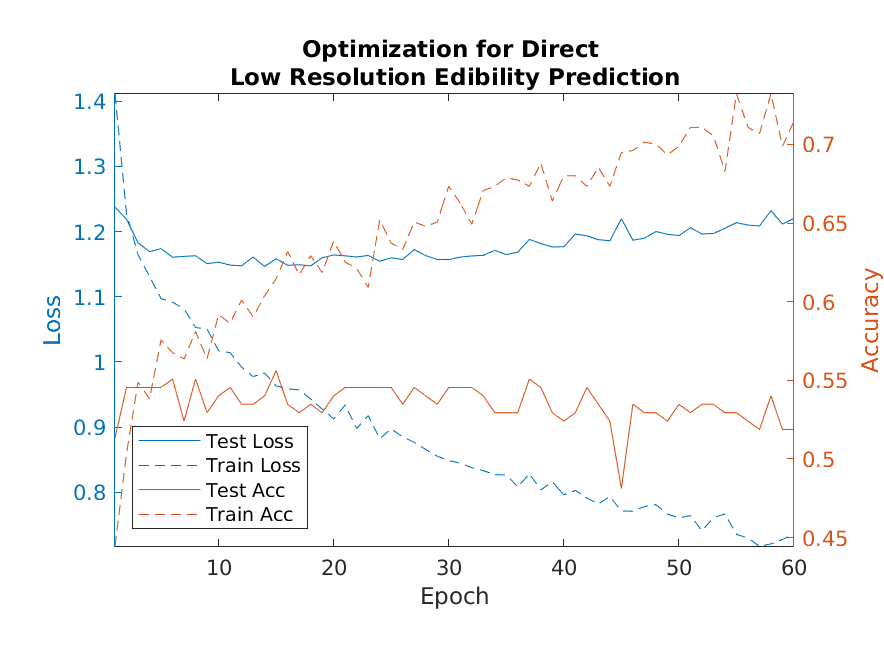 Optimization for Direct
Low Resolution Edibility Prediction
1.4
1.3
1.2
1.1
1
0.9
0.8
Loss
0.7
0.65
0.6
0.55
0.5
0.45
Accuracy
Test Loss
Train Loss
Test Acc
Train Acc
10 20 30 40 50 60
Epoch